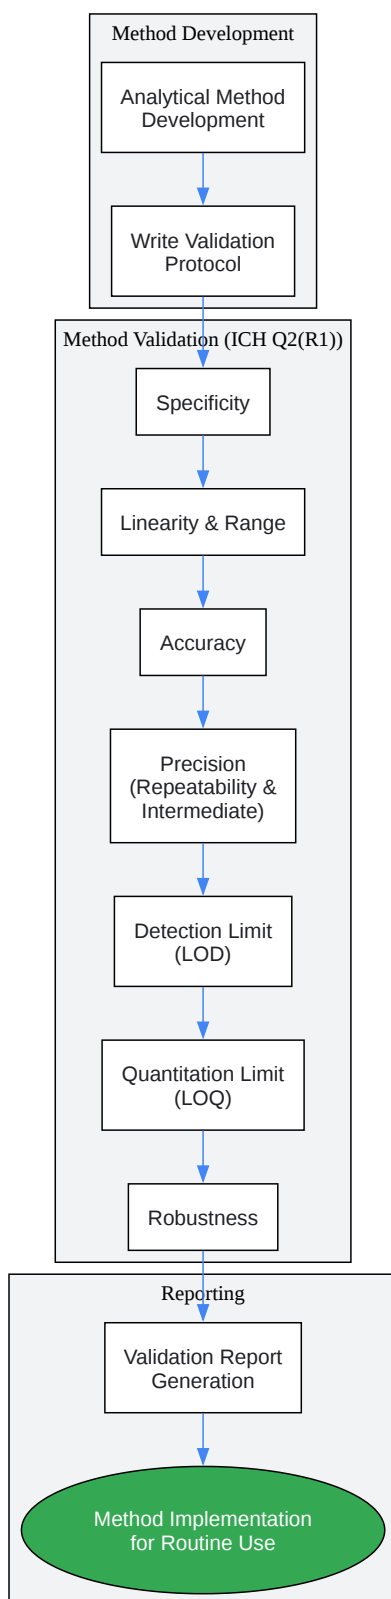 Method Development
Analytical Method
Development
Write Validation
Protocol
Method Validation (ICH Q2(R1))
Specificity
Linearity & Range
Accuracy
Precision
(Repeatability &
Intermediate)
Detection Limit
(LOD)
Quantitation Limit
(LOQ)
Robustness
Reporting
Validation Report
Generation
Method Implementation
for Routine Use